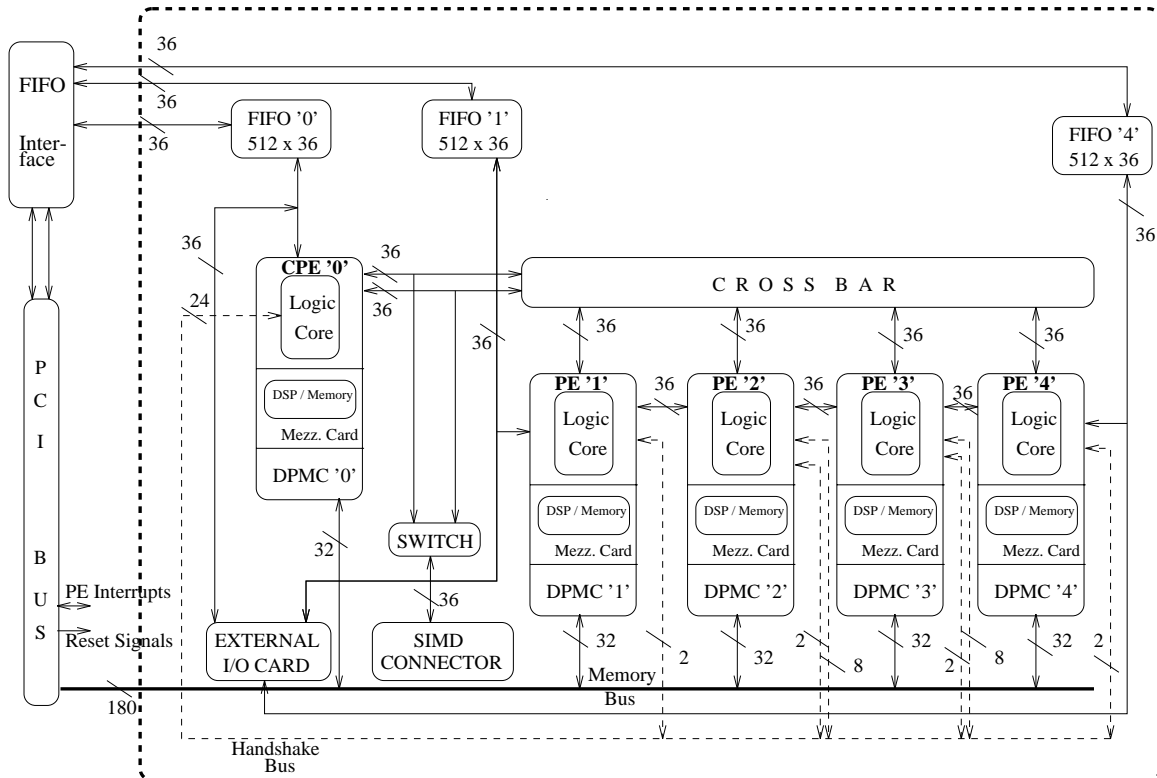 36
FIFO
Inter-
face
36
36
36
FIFO '0'
512 x 36
FIFO '1'
512 x 36
FIFO '4'
512 x 36
36
36
24
CPE '0'
Logic
Core
DSP / Memory
Mezz. Card
DPMC '0'
36
36
C R O S S B A R
36
36
36
36
36
PE '1'
Logic
Core
DSP / Memory
Mezz. Card
DPMC '1'
36
PE '2'
Logic
Core
DSP / Memory
Mezz. Card
DPMC '2'
36
PE '3'
Logic
Core
DSP / Memory
Mezz. Card
DPMC '3'
36
PE '4'
Logic
Core
DSP / Memory
Mezz. Card
DPMC '4'
P
C
I
B
U
S
PE Interrupts
Reset Signals
32
SWITCH
36
EXTERNAL
I/O CARD
SIMD
CONNECTOR
32
2
32
2
8
32
2
8
32
2
2
Memory
Bus
180
Handshake
Bus